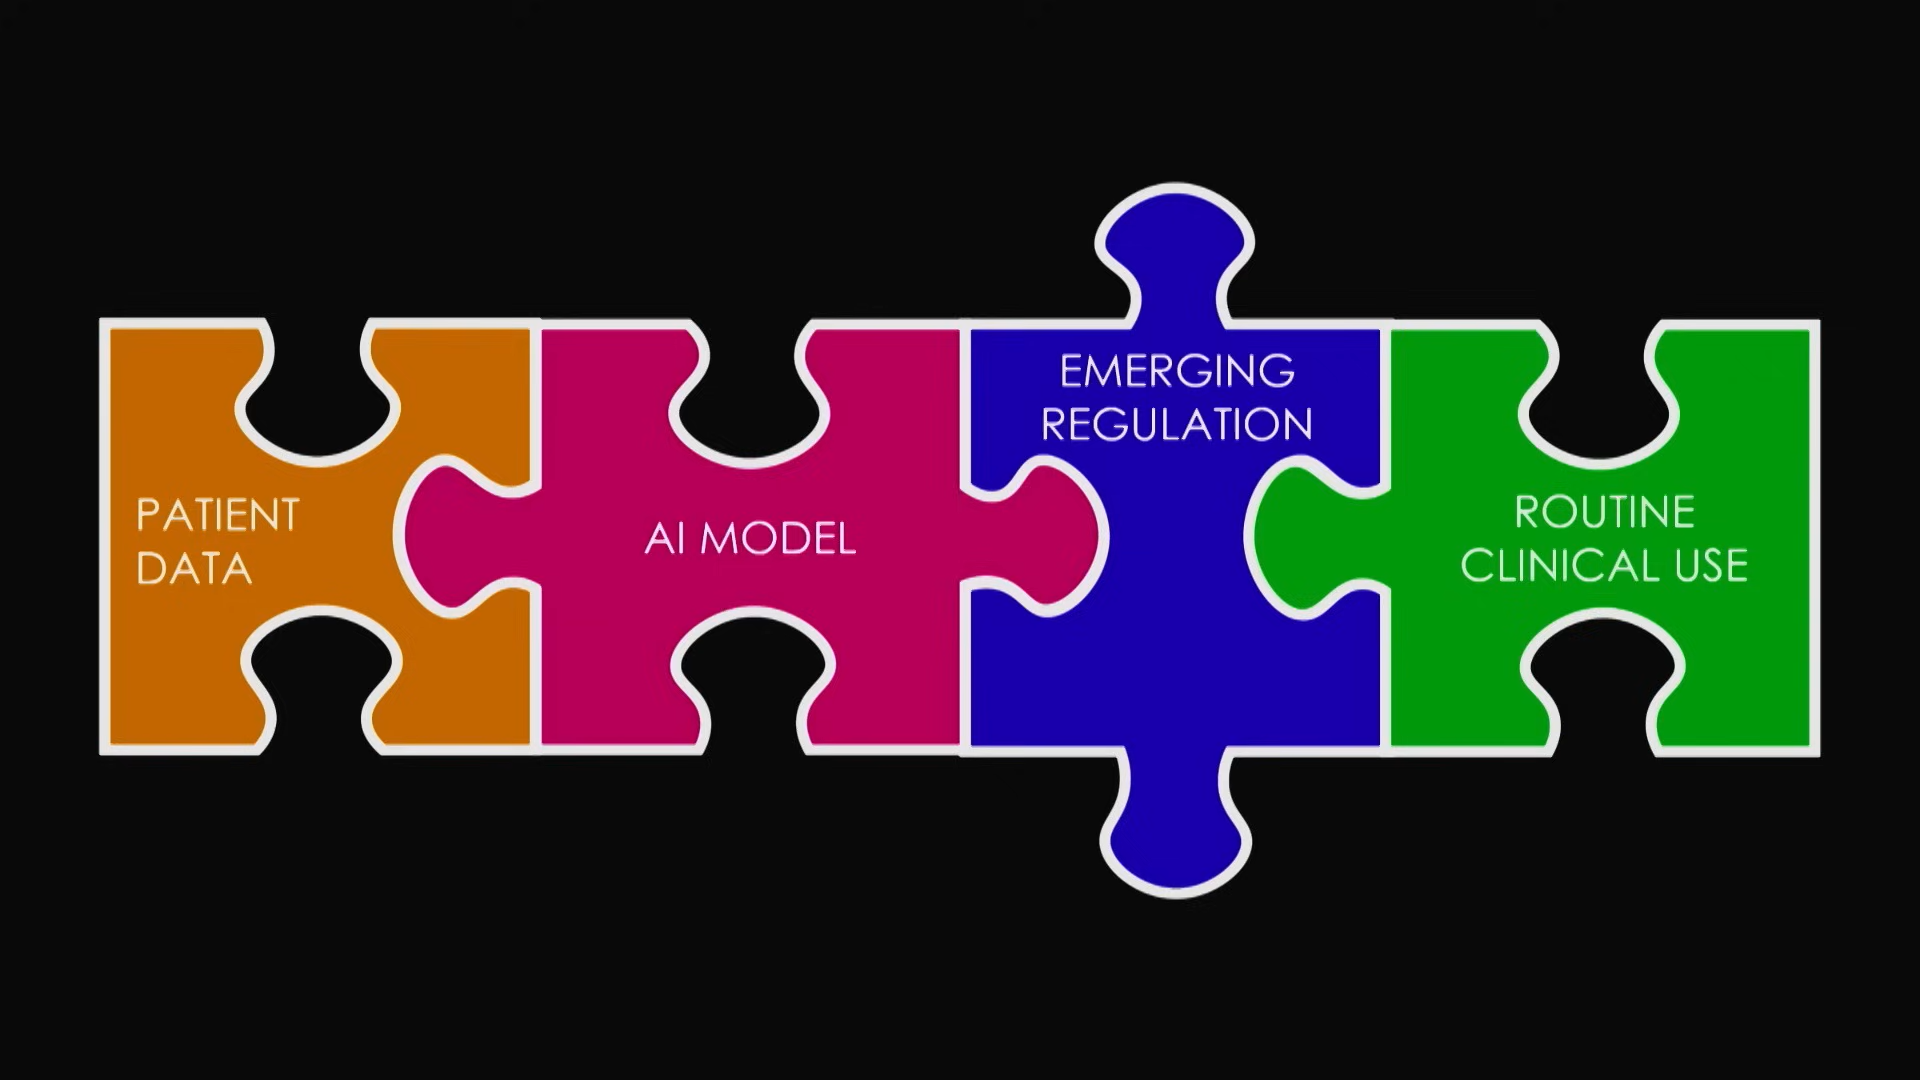 PATIENT
DATA
AI MODEL
EMERGING
REGULATION
ROUTINE
CLINICAL USE